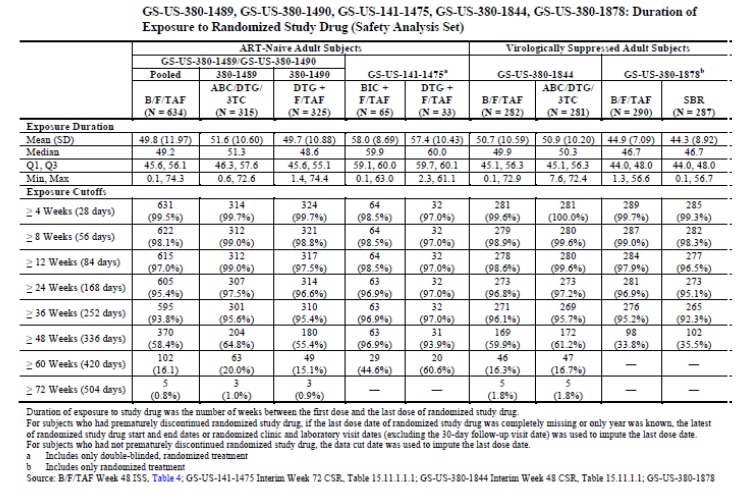 GS-US-380-1489, GS-US-380-1490, GS-US-141-1475, GS-US-380-1844, GS-US-380-1878: Duration of
Exposure to Randomized Study Drug (Safety Analysis Set)
ART-Naive Adult Subjects Virologically Suppressed Adult Subjects
GS-US-380-1489/GS-US-380-1490
Pooled 380-1489 380-1490 GS-US-141-1475a GS-US-380-1844 GS-US-380-1878b
B/F/TAF ABC/DTG/ DTG + BIC + DTG + B/F/TAF ABC/DTG/ B/F/TAF SBR
3TC F/TAF F/TAF F/TAF 3TC
(N = 634) (N = 315) (N = 325) (N = 65) (N = 33) (N = 282) (N = 281) (N = 290) (N = 287)
Exposure Duration
Mean (SD) 49.8 (11.97) 51.6 (10.60) 49.7 (10.88) 58.0 (8.69) 57.4 (10.43) 50.7 (10.59) 50.9 (10.20) 44.9 (7.09) 44.3 (8.92)
Median 49.2 51.3 48.6 59.9 60.0 49.9 50.3 46.7 46.7
Q1, Q3 45.6, 56.1 46.3, 57.6 45.6, 55.1 59.1, 60.0 59.7, 60.1 45.1, 56.3 45.1, 56.3 44.0, 48.0 44.0, 48.0
Min, Max 0.1, 74.3 0.6, 72.6 1.4, 74.4 0.1, 63.0 2.3, 61.1 0.1, 72.9 7.6, 72.4 1.3, 56.6 0.1, 56.7
Exposure Cutoffs
≥ 4 Weeks (28 days) 631 314 324 64 32 281 281 289 285
(99.5%) (99.7%) (99.7%) (98.5%) (97.0%) (99.6%) (100.0%) (99.7%) (99.3%)
≥ 8 Weeks (56 days) 622 312 321 64 32 279 280 287 282
(98.1%) (99.0%) (98.8%) (98.5%) (97.0%) (98.9%) (99.6%) (99.0%) (98.3%)
≥ 12 Weeks (84 days) 615 312 317 64 32 278 280 284 277
(97.0%) (99.0%) (97.5%) (98.5%) (97.0%) (98.6%) (99.6%) (97.9%) (96.5%)
≥ 24 Weeks (168 days) 605 307 314 63 32 273 273 281 273
(95.4%) (97.5%) (96.6%) (96.9%) (97.0%) (96.8%) (97.2%) (96.9%) (95.1%)
≥ 36 Weeks (252 days) 595 301 310 63 32 271 269 276 265
(93.8%) (95.6%) (95.4%) (96.9%) (97.0%) (96.1%) (95.7%) (95.2%) (92.3%)
≥ 48 Weeks (336 days) 370 204 180 63 31 169 172 98 102
(58.4%) (64.8%) (55.4%) (96.9%) (93.9%) (59.9%) (61.2%) (33.8%) (35.5%)
≥ 60 Weeks (420 days) 102 63 49 29 20 46 47 — —
(16.1) (20.0%) (15.1%) (44.6%) (60.6%) (16.3%) (16.7%)
≥ 72 Weeks (504 days) 5 3 3 — — 5 5 — —
(0.8%) (1.0%) (0.9%) (1.8%) (1.8%)
Duration of exposure to study drug was the number of weeks between the first dose and the last dose of randomized study drug.
For subjects who had prematurely discontinued randomized study drug, if the last dose date of randomized study drug was completely missing or only year was known, the latest
of randomized study drug start and end dates or randomized clinic and laboratory visit dates (excluding the 30-day follow-up visit date) was used to impute the last dose date.
For subjects who had not prematurely discontinued randomized study drug, the data cut date was used to impute the last dose date.
a Includes only double-blinded, randomized treatment
b Includes only randomized treatment
Source: B/F/TAF Week 48 ISS, Table 4; GS-US-141-1475 Interim Week 72 CSR, Table 15.11.1.1.1; GS-US-380-1844 Interim Week 48 CSR, Table 15.11.1.1; GS-US-380-1878